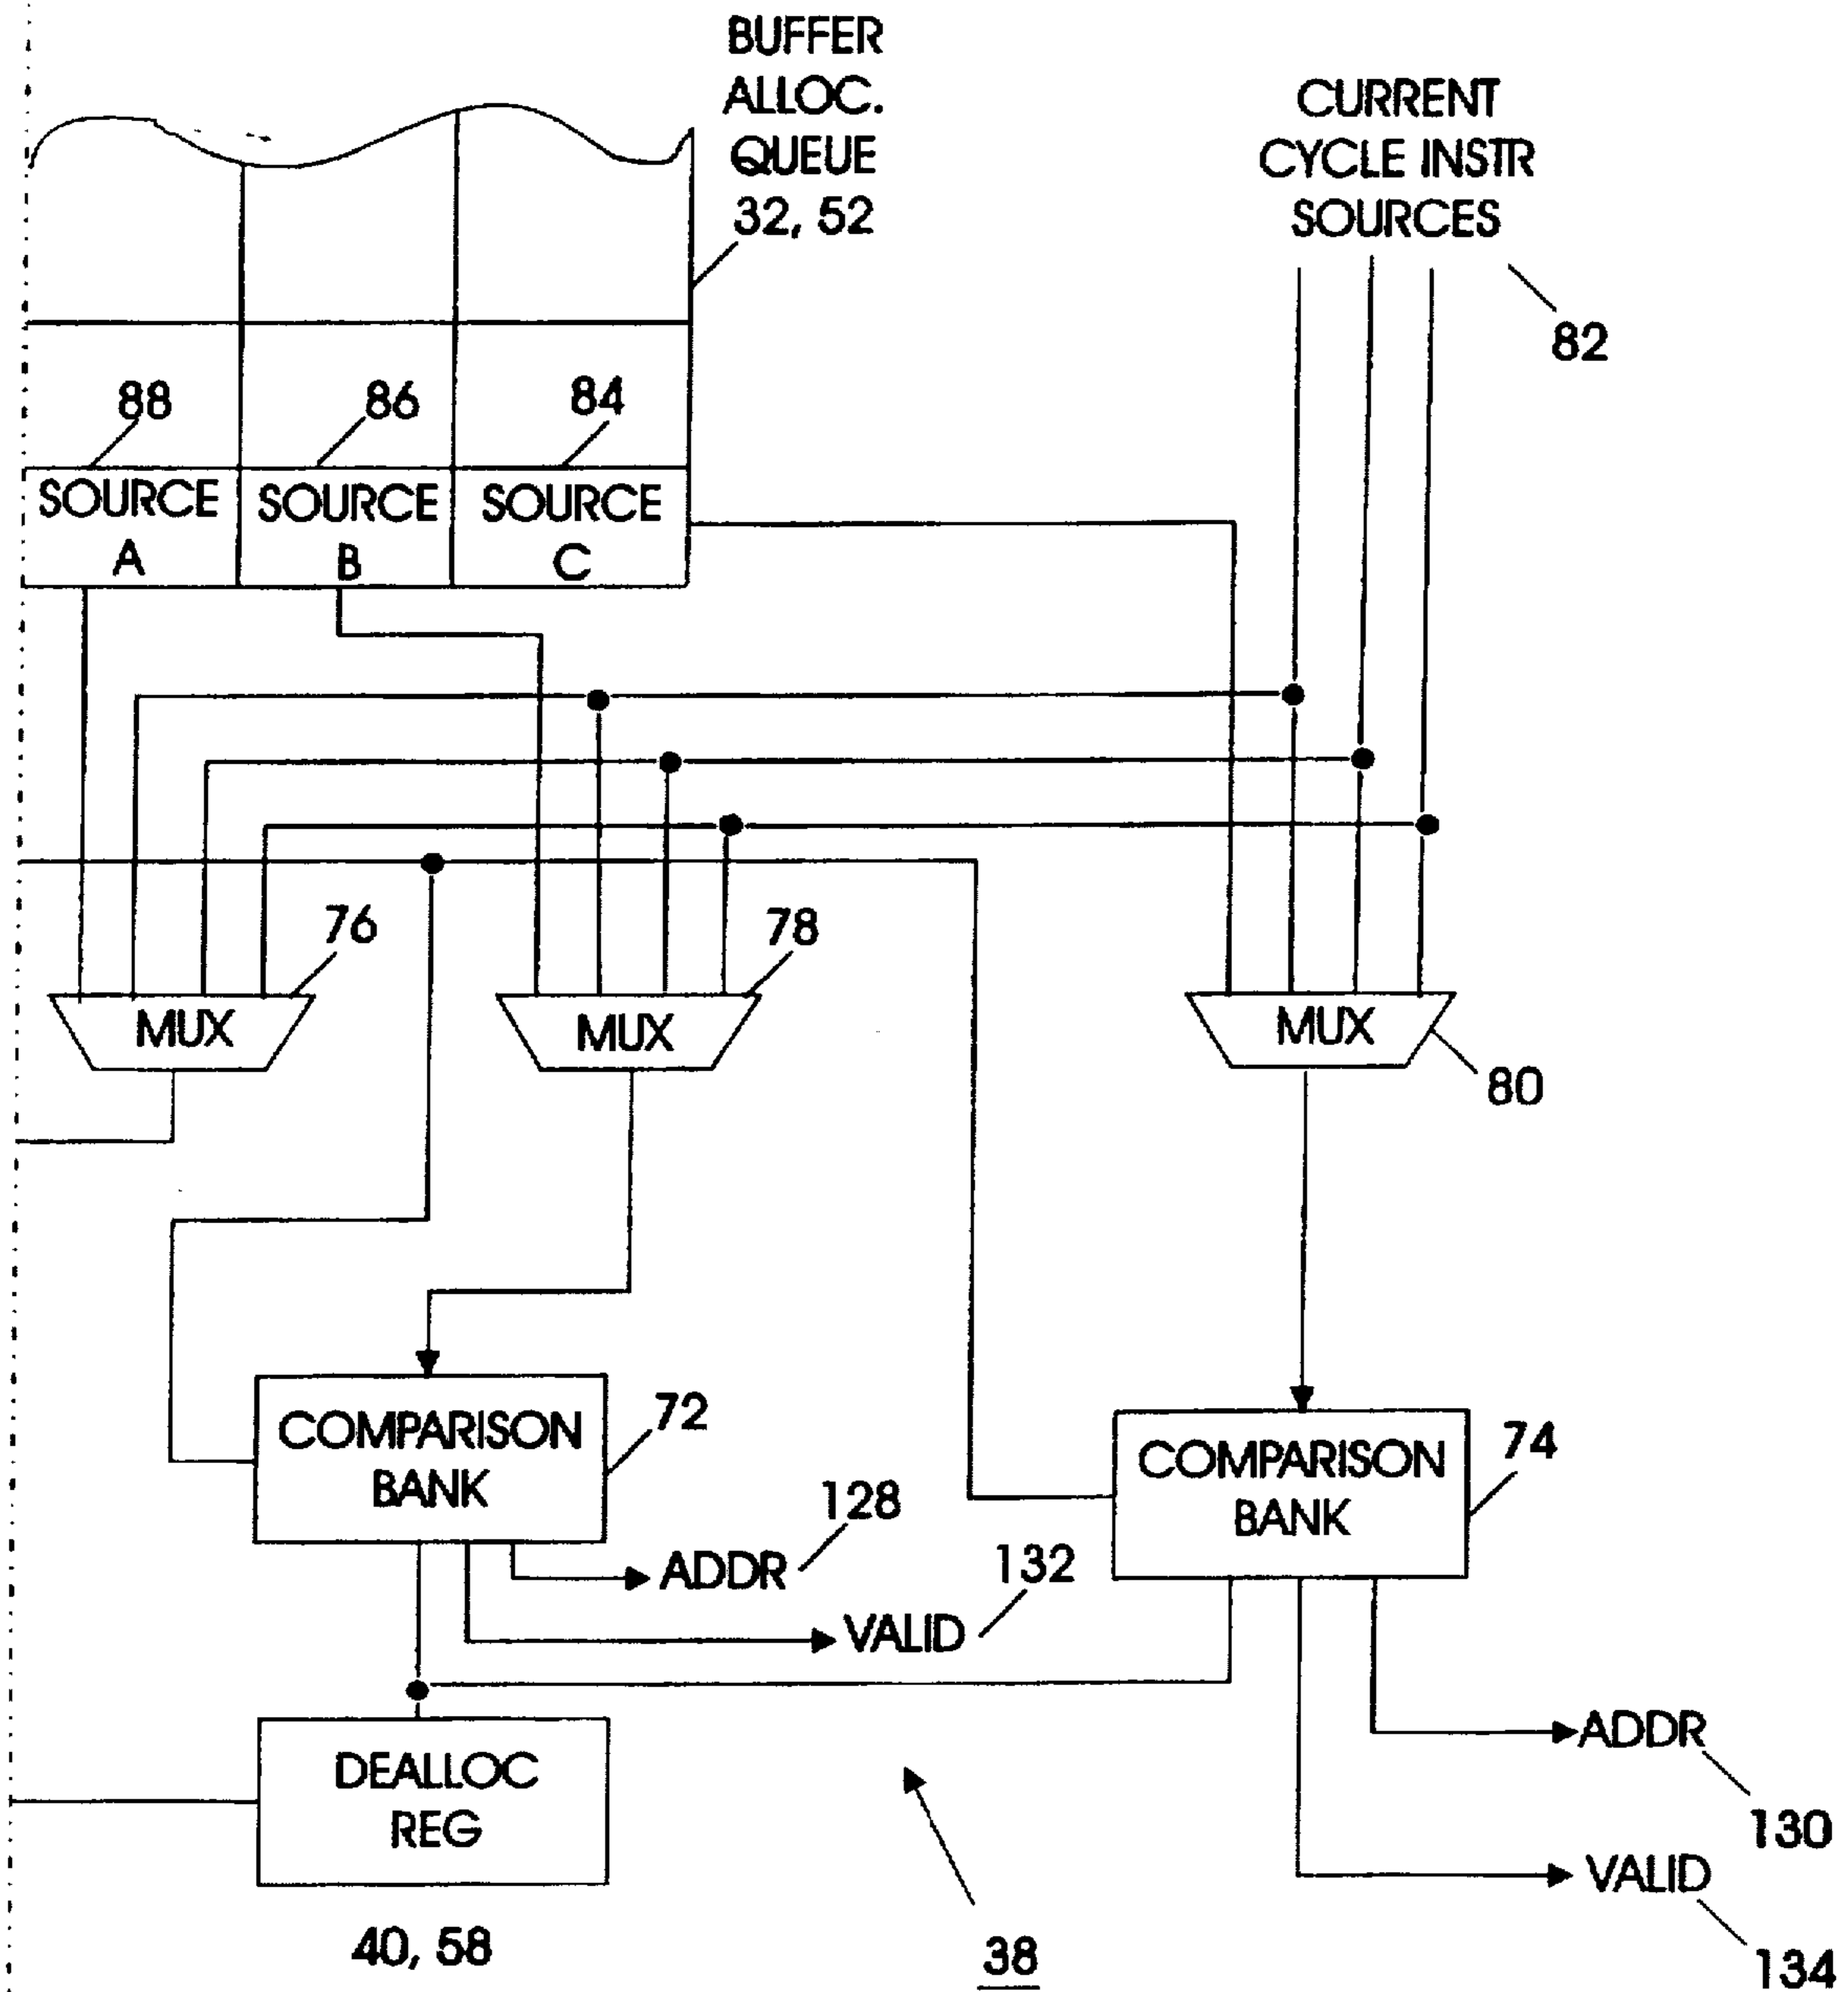 BUFFER
ALLOC.
QUEUE
32, 52
CURRENT
CYCLE INSTR
SOURCES
82
88
86
84
SOURCE
A
SOURCE
B
SOURCE
C
76
78
MUX
MUX
MUX
80
COMPARISON
BANK
72
COMPARISON
BANK
74
ADDR
128
VALID
132
DEALLOC
REG
40, 58
38
ADDR
130
VALID
134